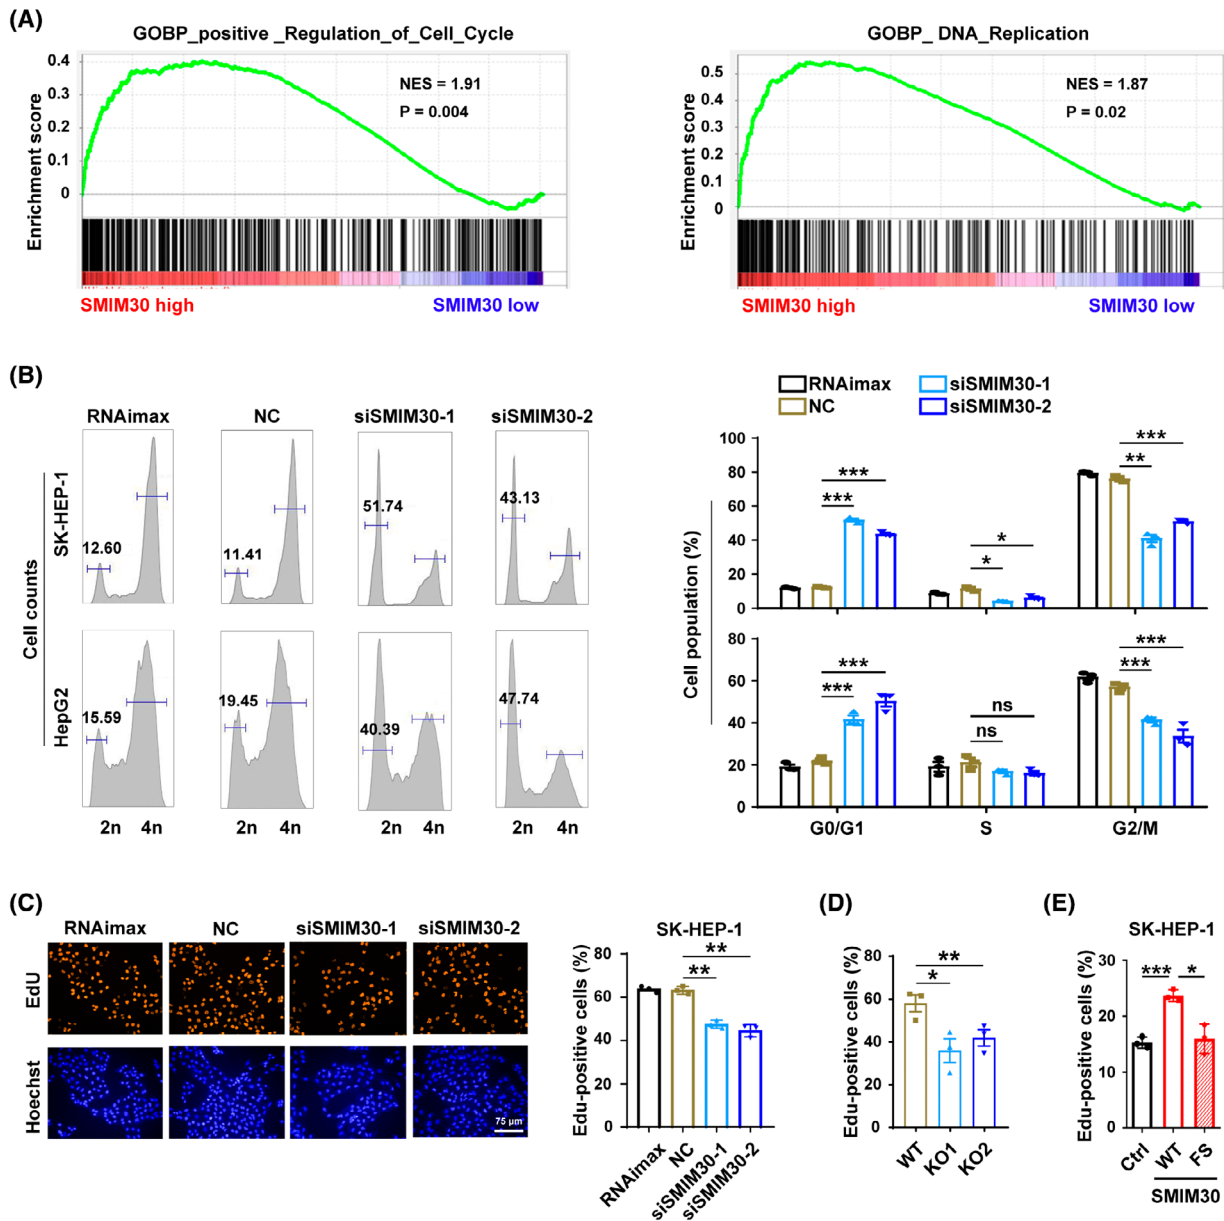 (A)
GOBP_positive _Regulation_of_Cell_Cycle
Enrichment score
0.4
0.3
0.2
0.1
0
NES = 1.91
P = 0.004
SMIM30 high
SMIM30 low
GOBP_ DNA_Replication
Enrichment score
0.5
0.4
0.3
0.2
0.1
0
NES = 1.87
P = 0.02
SMIM30 high
SMIM30 low
(B)
RNAimax
NC
siSMIM30-1
siSMIM30-2
Cell counts
SK-HEP-1
12.60
11.41
51.74
43.13
HepG2
15.59
19.45
40.39
47.74
2n 4n
2n 4n
2n 4n
2n 4n
RNAimax
siSMIM30-1
NC
siSMIM30-2
Cell population (%)
100
80
60
40
20
0
***
***
*
*
***
**
60
40
20
0
80
***
***
ns
ns
***
***
G0/G1
S
G2/M
(C)
RNAimax
NC
siSMIM30-1
siSMIM30-2
EdU
Hoechst
75 μm
SK-HEP-1
Edu-positive cells (%)
80
60
40
20
0
**
**
RNAimax
NC
siSMIM30-1
siSMIM30-2
(D)
Edu-positive cells (%)
80
60
40
20
0
**
*
WT
KO1
KO2
(E)
SK-HEP-1
Edu-positive cells (%)
30
20
10
0
***
*
Ctrl
WT
FS
SMIM30